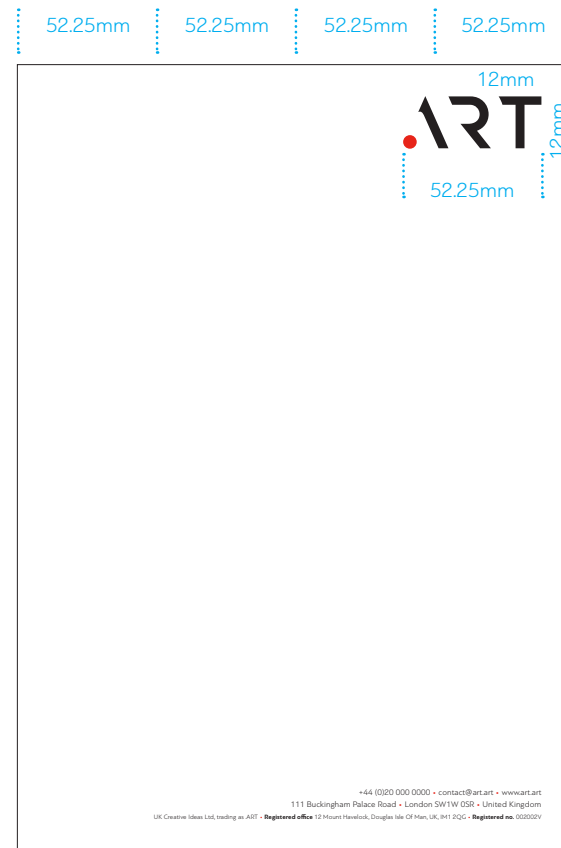 52.25mm 52.25mm 52.25mm 52.25mm
12mm
.ART
12mm
52.25mm
+44 (0)20 000 0000 • contact@art.art • www.art.art
111 Buckingham Palace Road • London SW1W 0SR • United Kingdom
UK Creative Ideas Ltd, trading as ART • Registered office 12 Mount Havelock, Douglas Isle Of Man, UK, IM1 2QG • Registered no. 002002V